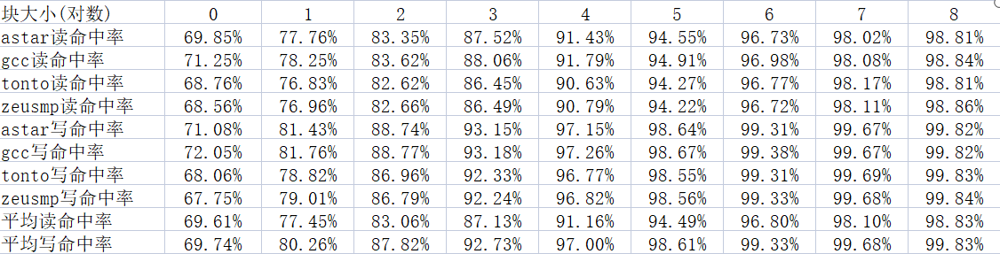 块大小(对数) 0 1 2 3 4 5 6 7 8
astar读命中率 69.85% 77.76% 83.35% 87.52% 91.43% 94.55% 96.73% 98.02% 98.81%
gcc读命中率 71.25% 78.25% 83.62% 88.06% 91.79% 94.91% 96.98% 98.08% 98.84%
tonto读命中率 68.76% 76.83% 82.62% 86.45% 90.63% 94.27% 96.77% 98.17% 98.81%
zeusmp读命中率 68.56% 76.96% 82.66% 86.49% 90.79% 94.22% 96.72% 98.11% 98.86%
astar写命中率 71.08% 81.43% 88.74% 93.15% 97.15% 98.64% 99.31% 99.67% 99.82%
gcc写命中率 72.05% 81.76% 88.77% 93.18% 97.26% 98.67% 99.38% 99.67% 99.82%
tonto写命中率 68.06% 78.82% 86.96% 92.33% 96.77% 98.55% 99.31% 99.69% 99.83%
zeusmp写命中率 67.75% 79.01% 86.79% 92.24% 96.82% 98.56% 99.33% 99.68% 99.84%
平均读命中率 69.61% 77.45% 83.06% 87.13% 91.16% 94.49% 96.80% 98.10% 98.83%
平均写命中率 69.74% 80.26% 87.82% 92.73% 97.00% 98.61% 99.33% 99.68% 99.83%